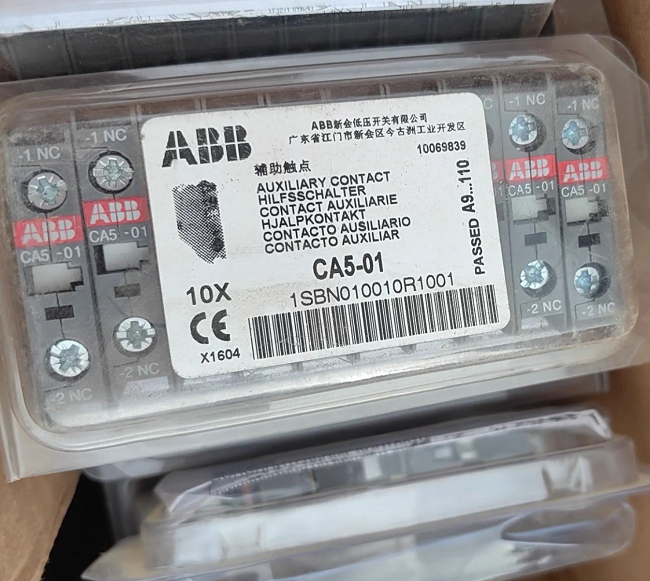 ABB
ABB新会低压开关有限公司
广东省江门市新会区今古洲工业开发区
10069839
辅助触点
AUXILIARY CONTACT
HILFSSCHALTER
CONTACT AUXILIARIE
HJALPKONTAKT
CONTACTO AUSILIARIO
CONTACTO AUXILIAR
PASSED A9...110
CA5-01
10X
1SBN010010R1001
CE
X1604
-1 NC
ABB
CA5-01
-2 NC
-1 NC
ABB
CA5-01
-2 NC
-1 NC
ABB
CA5-01
-2 NC
-1 NC
ABB
CA5-01
-2 NC